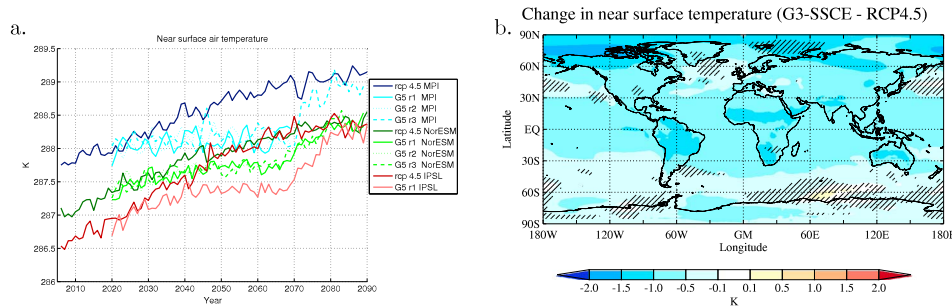 a.
Near surface air temperature
289.5
289
288.5
288
287.5
287
286.5
286
K
2010 2020 2030 2040 2050 2060 2070 2080 2090
Year
rcp 4.5 MPI
G5 r1 MPI
G5 r2 MPI
G5 r3 MPI
rcp 4.5 NorESM
G5 r1 NorESM
G5 r2 NorESM
G5 r3 NorESM
rcp 4.5 IPSL
G5 r1 IPSL
b.
Change in near surface temperature (G3-SSCE - RCP4.5)
90N
60N
30N
EQ
30S
60S
90S
Latitude
180W 120W 60W GM 60E 120E 180E
Longitude
-2.0 -1.5 -1.0 -0.1 0.1 1.0 1.5 2.0
K